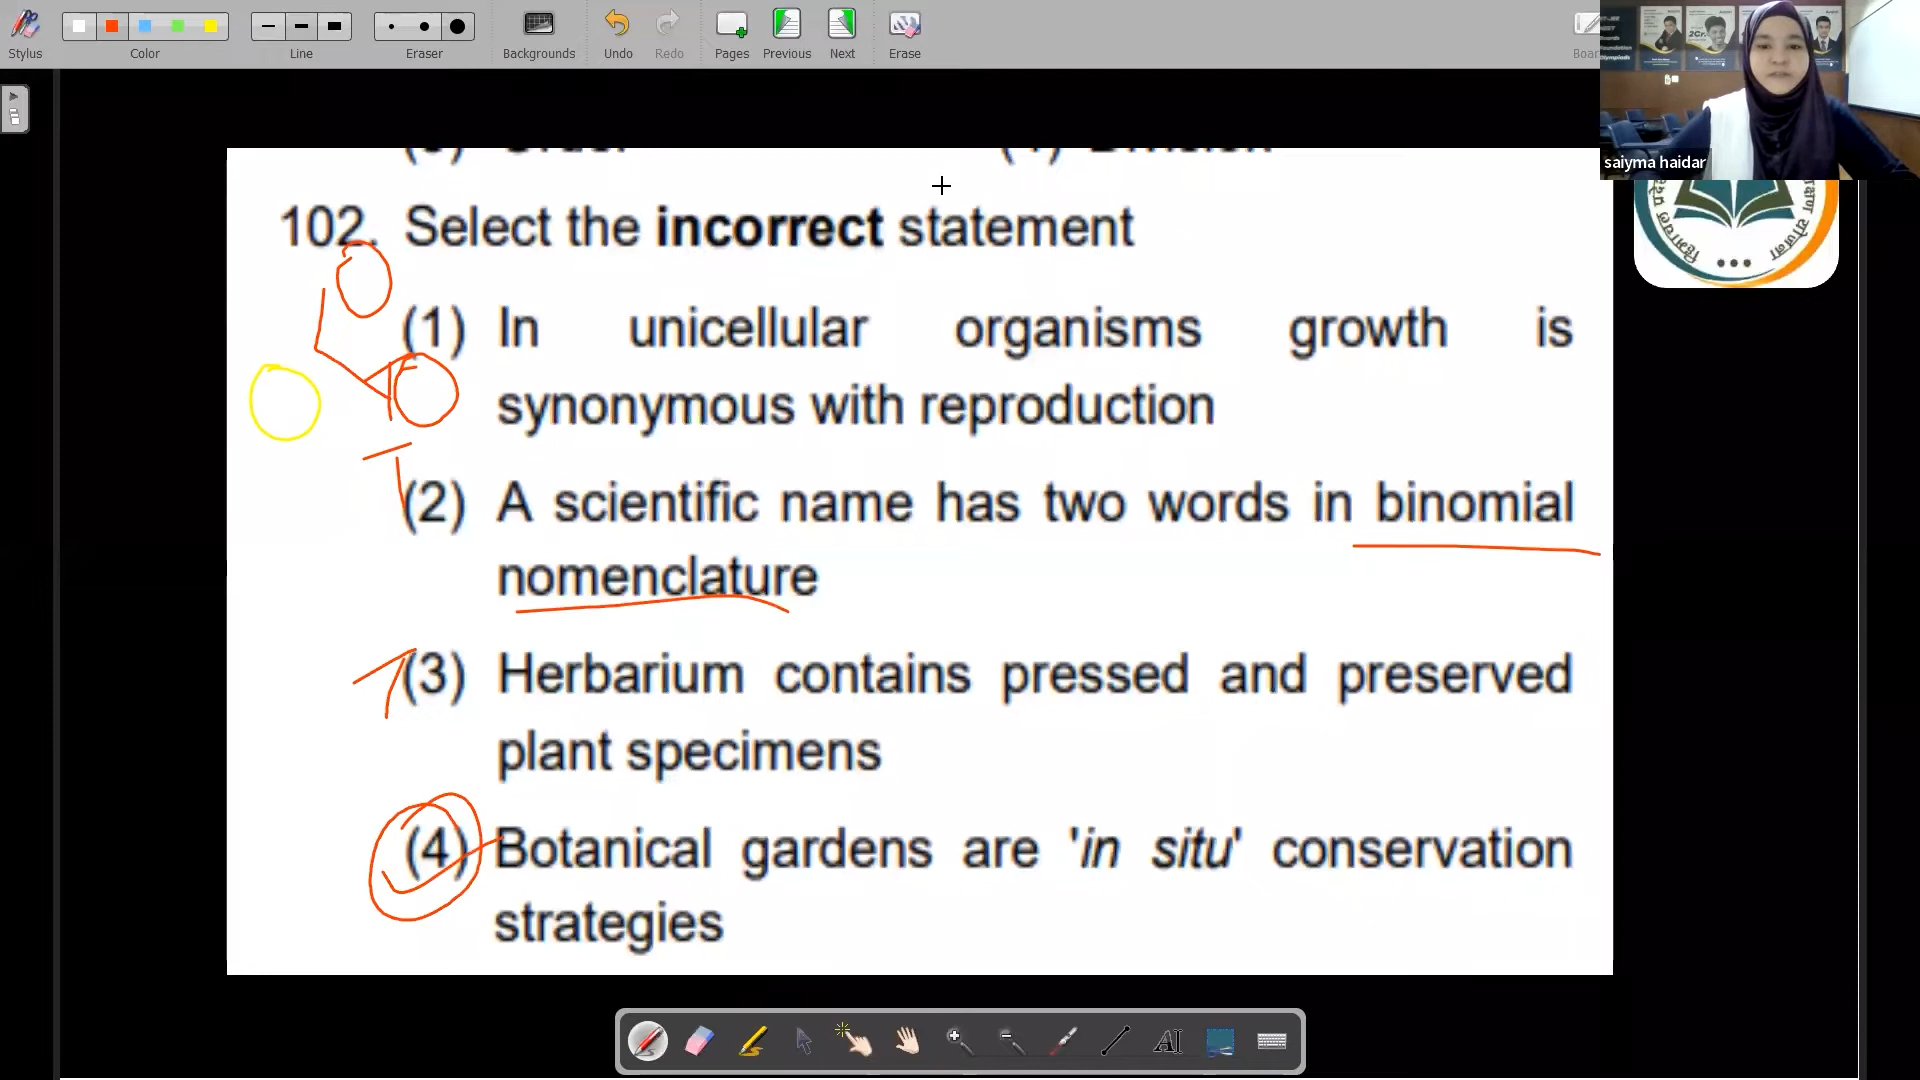 Stylus
Color
Line
Eraser
Backgrounds
Undo
Redo
Pages
Previous
Next
Erase
saiyma haidar
102. Select the incorrect statement
(1) In unicellular organisms growth is
synonymous with reproduction
(2) A scientific name has two words in binomial
nomenclature
(3) Herbarium contains pressed and preserved
plant specimens
(4) Botanical gardens are 'in situ' conservation
strategies